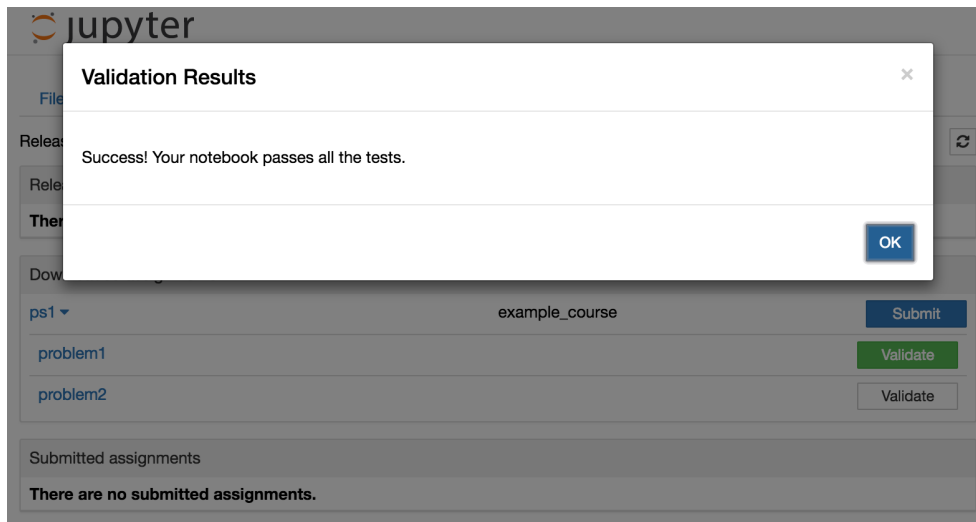 jupyter
Validation Results
×
File
Releas
Success! Your notebook passes all the tests.
Rele
Ther
OK
Dow
ps1 example_course Submit
problem1 Validate
problem2 Validate
Submitted assignments
There are no submitted assignments.